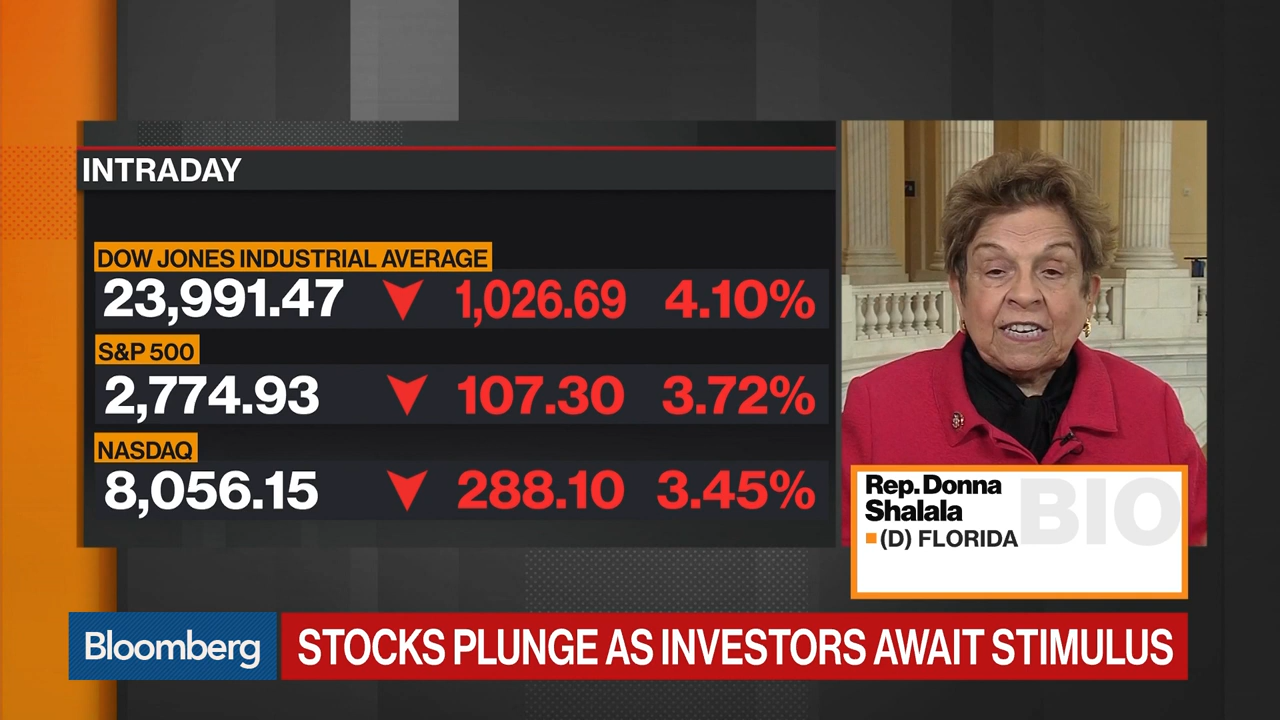 INTRADAY
DOW JONES INDUSTRIAL AVERAGE
23,991.47 1,026.69 4.10%
S&P 500
2,774.93 107.30 3.72%
NASDAQ
8,056.15 288.10 3.45%
BIO
Rep. Donna
Shalala
(D) FLORIDA
Bloomberg STOCKS PLUNGE AS INVESTORS AWAIT STIMULUS